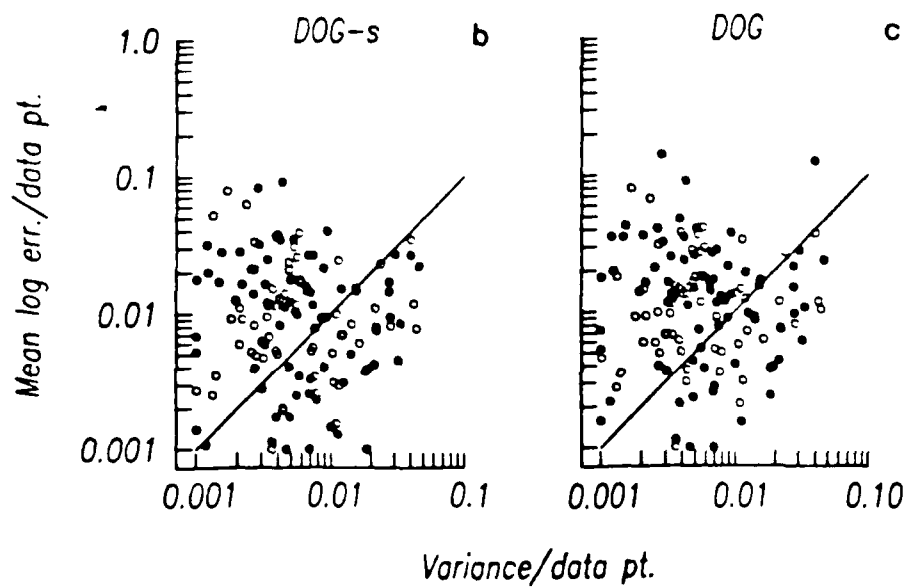 DOG-s b DOG c
1.0
0.1
0.01
0.001
Mean log err./data pt.
0.001 0.01 0.1 0.001 0.01 0.10
Variance/data pt.